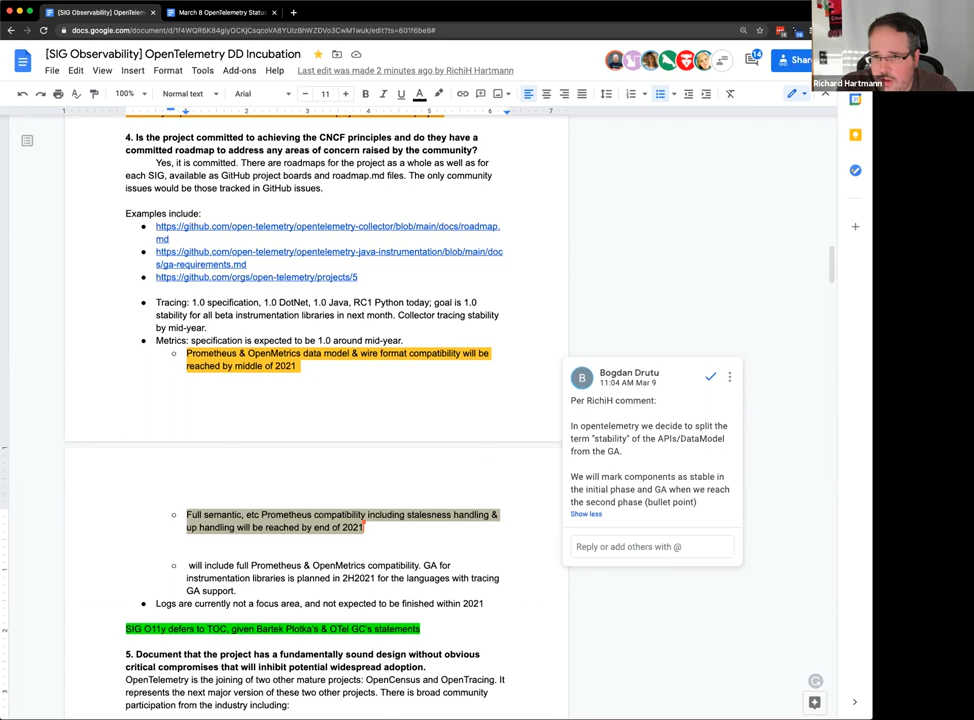 [SIG Observability] OpenTelemetry
March 8 OpenTelemetry Status
docs.google.com/document/d/1f4WQR6K84giyOCKjCsqcoVA8YUtzBhWZDVo3CwM1wuk/edit?ts=601f6be8#
[SIG Observability] OpenTelemetry DD Incubation
File Edit View Insert Format Tools Add-ons Help Last edit was made 2 minutes ago by RichiH Hartmann
14
Share
Richard Hartmann
100% Normal text Arial 11
1 1 2 3 4 5 6 7
4. Is the project committed to achieving the CNCF principles and do they have a
committed roadmap to address any areas of concern raised by the community?
Yes, it is committed. There are roadmaps for the project as a whole as well as for
each SIG, available as GitHub project boards and roadmap.md files. The only community
issues would be those tracked in GitHub issues.
Examples include:
● https://github.com/open-telemetry/opentelemetry-collector/blob/main/docs/roadmap.
md
● https://github.com/open-telemetry/opentelemetry-java-instrumentation/blob/main/doc
s/ga-requirements.md
● https://github.com/orgs/open-telemetry/projects/5
● Tracing: 1.0 specification, 1.0 DotNet, 1.0 Java, RC1 Python today; goal is 1.0
stability for all beta instrumentation libraries in next month. Collector tracing stability
by mid-year.
● Metrics: specification is expected to be 1.0 around mid-year.
○ Prometheus & OpenMetrics data model & wire format compatibility will be
reached by middle of 2021
○ Full semantic, etc Prometheus compatibility including stalesness handling &
up handling will be reached by end of 2021
○ will include full Prometheus & OpenMetrics compatibility. GA for
instrumentation libraries is planned in 2H2021 for the languages with tracing
GA support.
● Logs are currently not a focus area, and not expected to be finished within 2021
SIG O11y defers to TOC, given Bartek Plotka's & OTel GC's statements
5. Document that the project has a fundamentally sound design without obvious
critical compromises that will inhibit potential widespread adoption.
OpenTelemetry is the joining of two other mature projects: OpenCensus and OpenTracing. It
represents the next major version of these two other projects. There is broad community
participation from the industry including:
B
Bogdan Drutu
11:04 AM Mar 9
Per RichiH comment:
In opentelemetry we decide to split the
term "stability" of the APIs/DataModel
from the GA.
We will mark components as stable in
the initial phase and GA when we reach
the second phase (bullet point)
Show less
Reply or add others with @